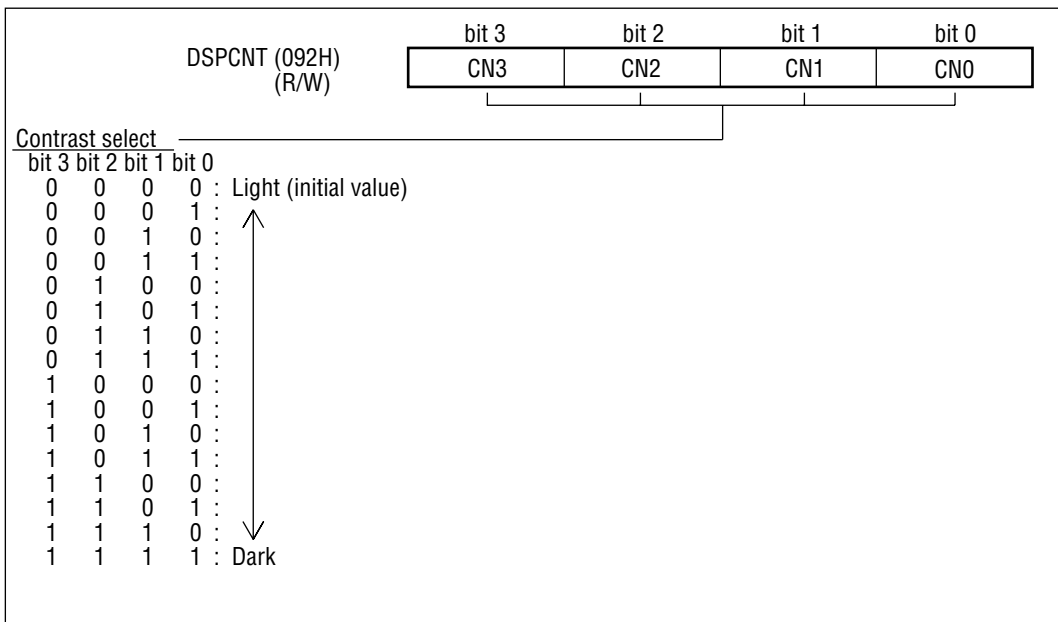 bit 3 bit 2 bit 1 bit 0
DSPCNT (092H)
(R/W)
CN3 CN2 CN1 CN0
Contrast select
bit 3 bit 2 bit 1 bit 0
0 0 0 0 : Light (initial value)
0 0 0 1 :
0 0 1 0 :
0 0 1 1 :
0 1 0 0 :
0 1 0 1 :
0 1 1 0 :
0 1 1 1 :
1 0 0 0 :
1 0 0 1 :
1 0 1 0 :
1 0 1 1 :
1 1 0 0 :
1 1 0 1 :
1 1 1 0 :
1 1 1 1 : Dark